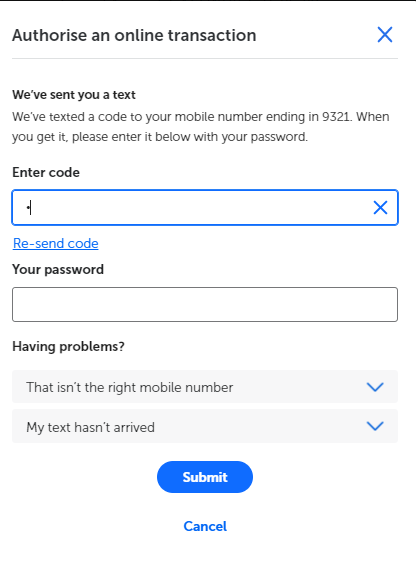 Authorise an online transaction
We've sent you a text
We've texted a code to your mobile number ending in 9321. When
you get it, please enter it below with your password.
Enter code
•
Re-send code
Your password
Having problems?
That isn't the right mobile number
My text hasn't arrived
Submit
Cancel